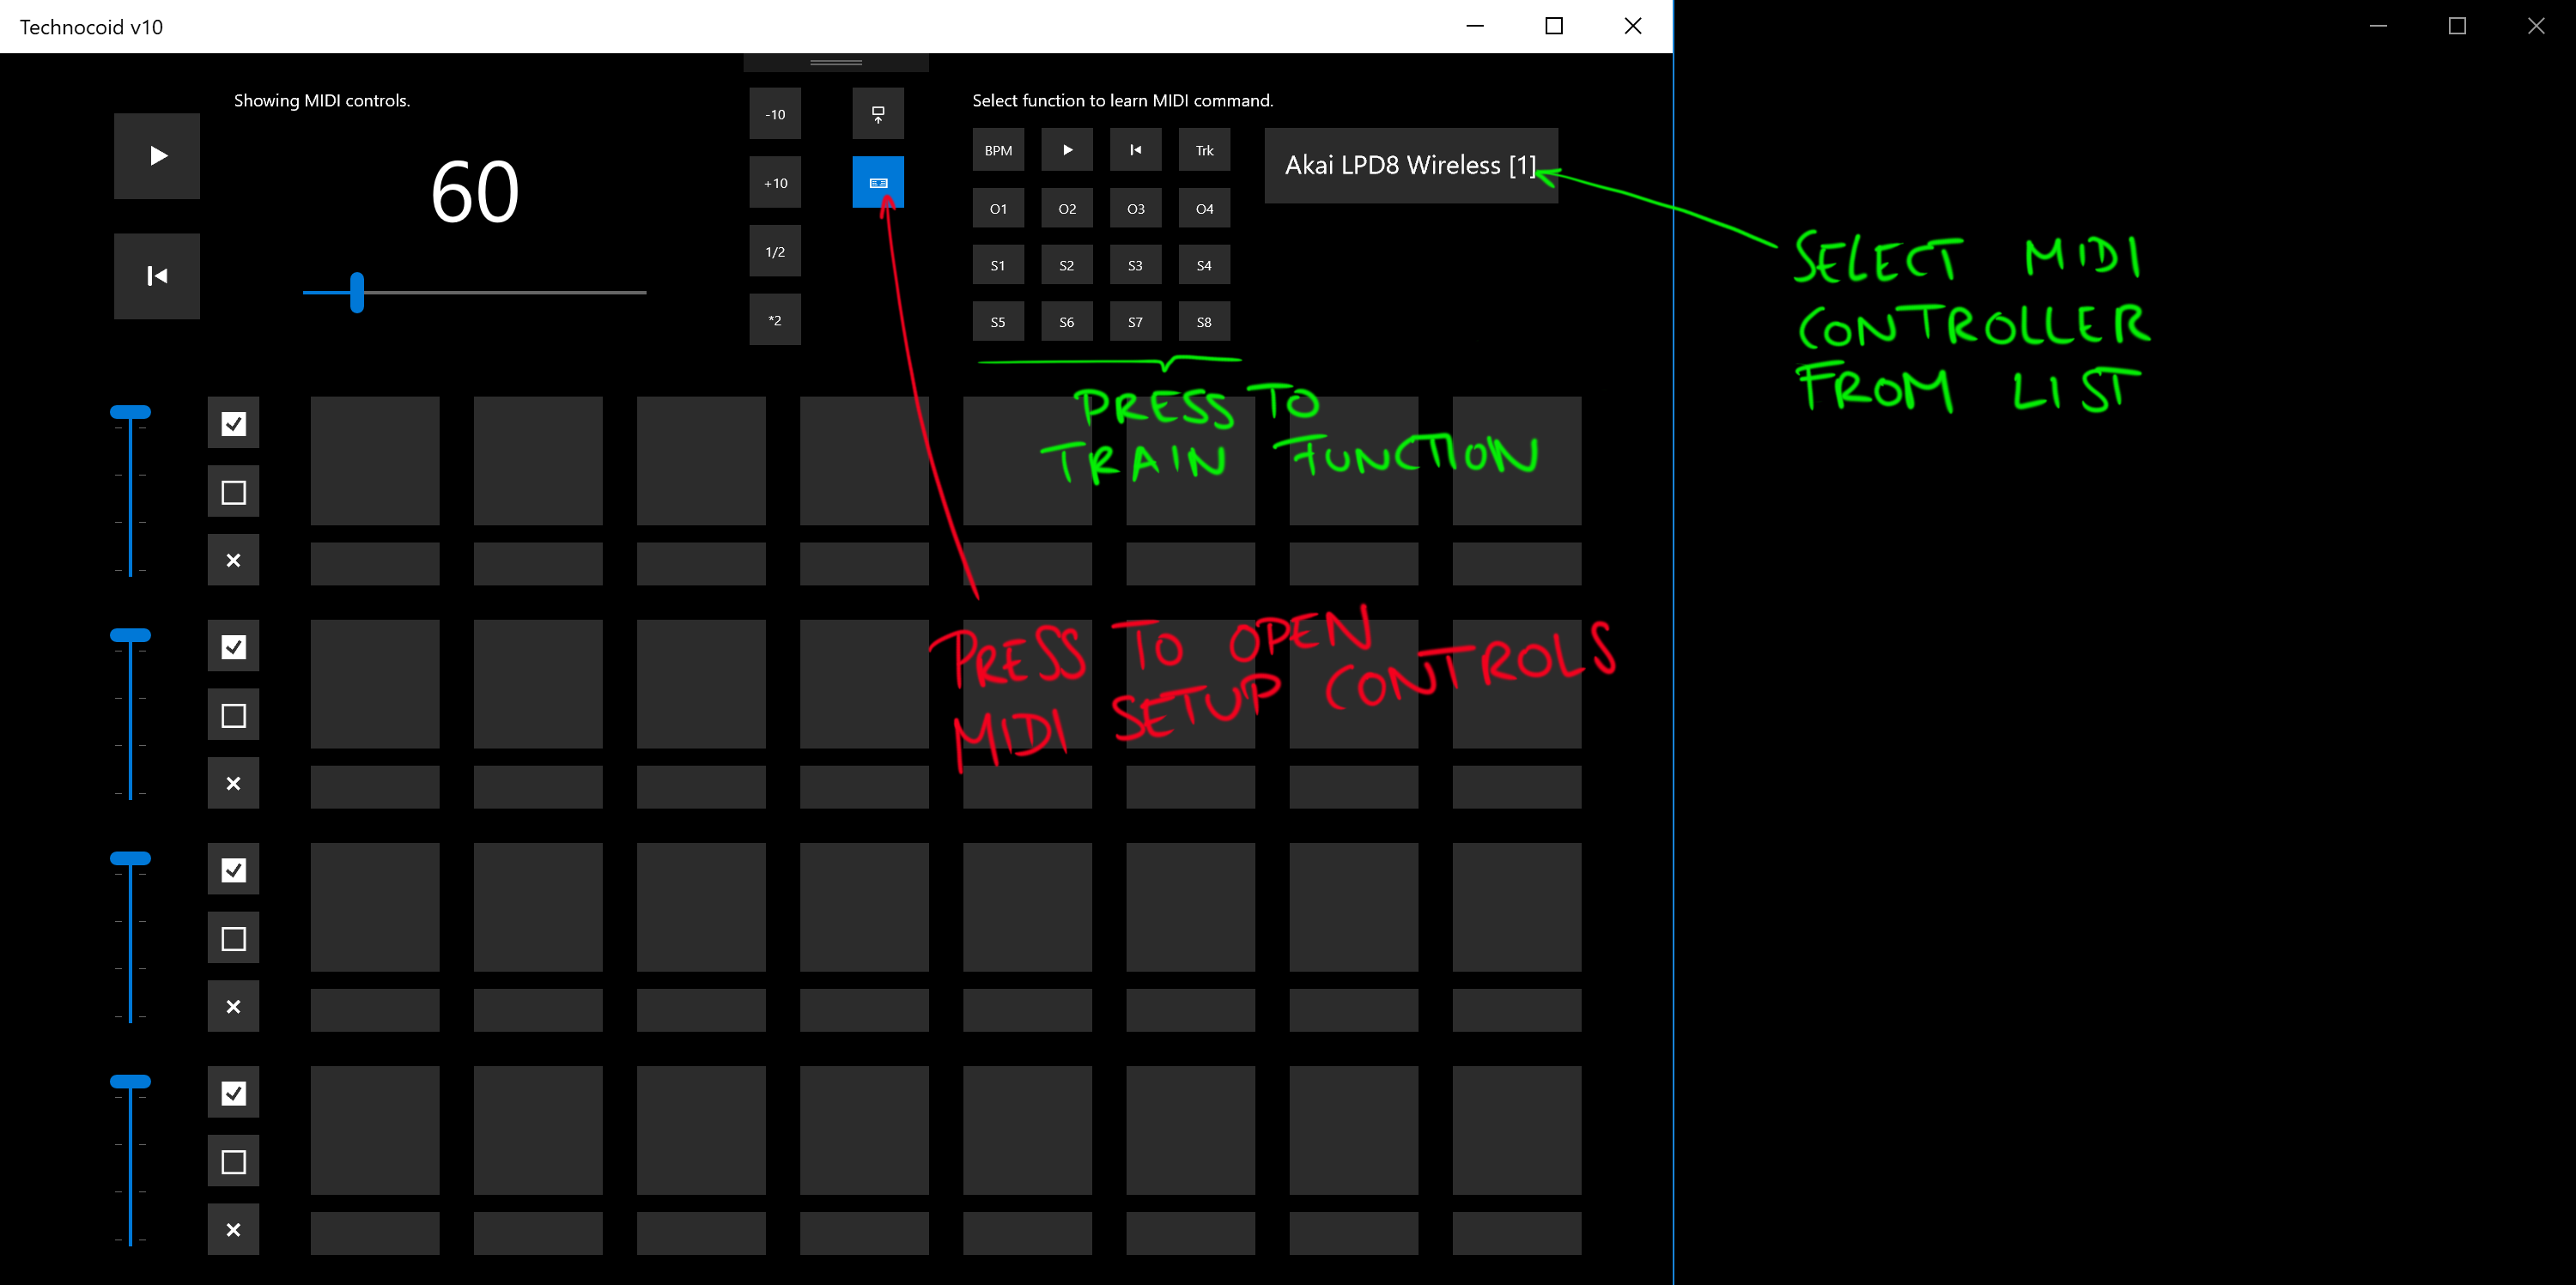 Technocoid v10
Showing MIDI controls.
60
-10
+10
1/2
*2
Select function to learn MIDI command.
BPM
Trk
O1 O2 O3 O4
S1 S2 S3 S4
S5 S6 S7 S8
Akai LPD8 Wireless [1]
SELECT MIDI
CONTROLLER
FROM LIST
PRESS TO
TRAIN FUNCTION
PRESS TO OPEN
MIDI SETUP CONTROLS